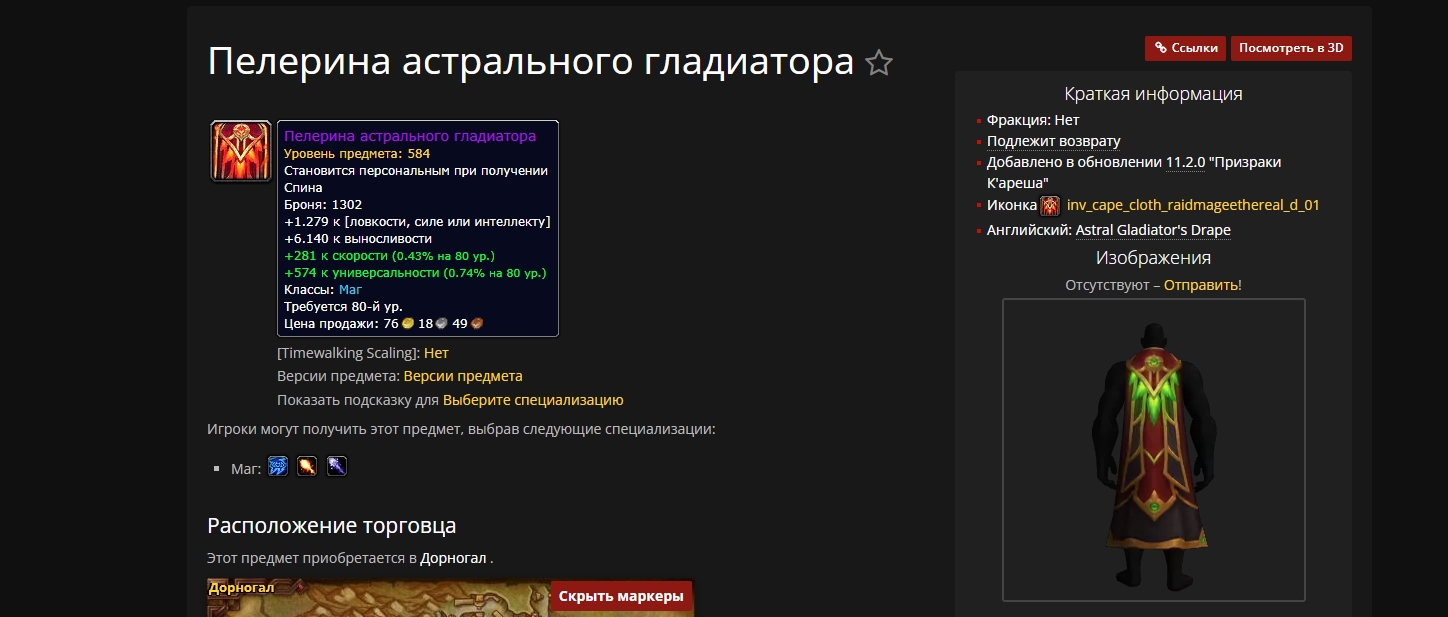 Пелерина астрального гладиатора
Ссылки
Посмотреть в 3D
Пелерина астрального гладиатора
Уровень предмета: 584
Становится персональным при получении
Спина
Броня: 1302
+1.279 к [ловкости, силе или интеллекту]
+6.140 к выносливости
+281 к скорости (0.43% на 80 ур.)
+574 к универсальности (0.74% на 80 ур.)
Классы: Маг
Требуется 80-й ур.
Цена продажи: 76 18 49
[Timewalking Scaling]: Нет
Версии предмета: Версии предмета
Показать подсказку для Выберите специализацию
Игроки могут получить этот предмет, выбрав следующие специализации:
Маг:
Расположение торговца
Этот предмет приобретается в Дорногал .
Дорногал
Скрыть маркеры
Краткая информация
Фракция: Нет
Подлежит возврату
Добавлено в обновлении 11.2.0 "Призраки
К'ареша"
Иконка inv_cape_cloth_raidmageethereal_d_01
Английский: Astral Gladiator's Drape
Изображения
Отсутствуют – Отправить!